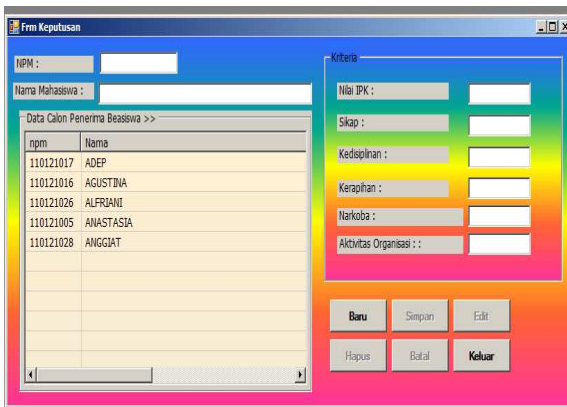 Frm Keputusan
NPM :
Nama Mahasiswa :
Data Calon Penerima Beasiswa >>
npm Nama
110121017 ADEP
110121016 AGUSTINA
110121026 ALFRIANI
110121005 ANASTASIA
110121028 ANGGIAT
Kriteria
Nilai IPK :
Sikap :
Kedisiplinan :
Kerapihan :
Narkoba :
Aktivitas Organisasi : :
Baru Simpan Edit
Hapus Batal Keluar